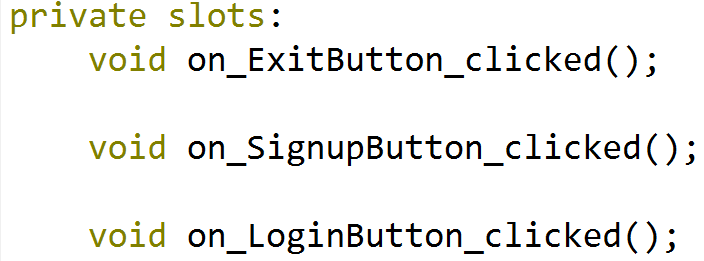 private slots:
void on_ExitButton_clicked();
void on_SignupButton_clicked();
void on_LoginButton_clicked();